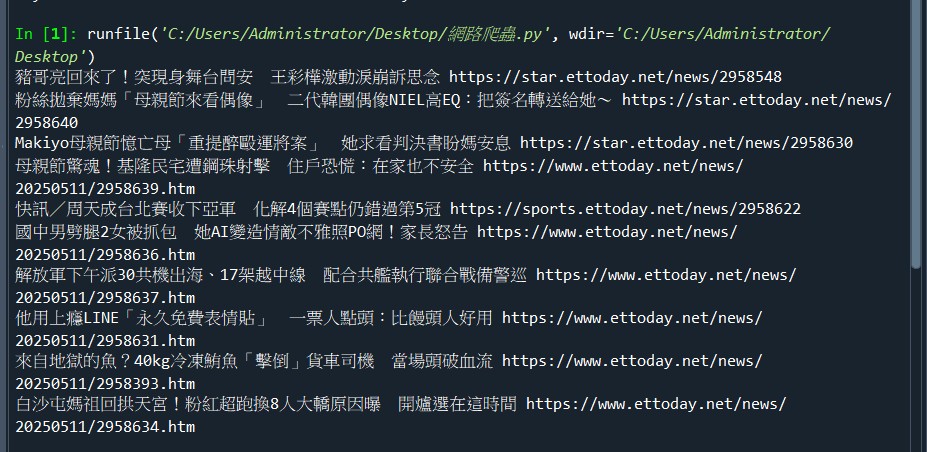 In [1]: runfile('C:/Users/Administrator/Desktop/網路爬蟲.py', wdir='C:/Users/Administrator/
Desktop')
豬哥亮回來了！突現身舞台問安　王彩樺激動淚崩訴思念 https://star.ettoday.net/news/2958548
粉絲拋棄媽媽「母親節來看偶像」　二代韓團偶像NIEL高EQ：把簽名轉送給她～ https://star.ettoday.net/news/
2958640
Makiyo母親節憶亡母「重提醉毆運將案」　她求看判決書盼媽安息 https://star.ettoday.net/news/2958630
母親節驚魂！基隆民宅遭鋼珠射擊　住戶恐慌：在家也不安全 https://www.ettoday.net/news/
20250511/2958639.htm
快訊／周天成台北賽收下亞軍　化解4個賽點仍錯過第5冠 https://sports.ettoday.net/news/2958622
國中男劈腿2女被抓包　她AI變造情敵不雅照PO網！家長怒告 https://www.ettoday.net/news/
20250511/2958636.htm
解放軍下午派30共機出海、17架越中線　配合共艦執行聯合戰備警巡 https://www.ettoday.net/news/
20250511/2958637.htm
他用上癮LINE「永久免費表情貼」　一票人點頭：比饅頭人好用 https://www.ettoday.net/news/
20250511/2958631.htm
來自地獄的魚？40kg冷凍鮪魚「擊倒」貨車司機　當場頭破血流 https://www.ettoday.net/news/
20250511/2958393.htm
白沙屯媽祖回拱天宮！粉紅超跑換8人大轎原因曝　開爐選在這時間 https://www.ettoday.net/news/
20250511/2958634.htm